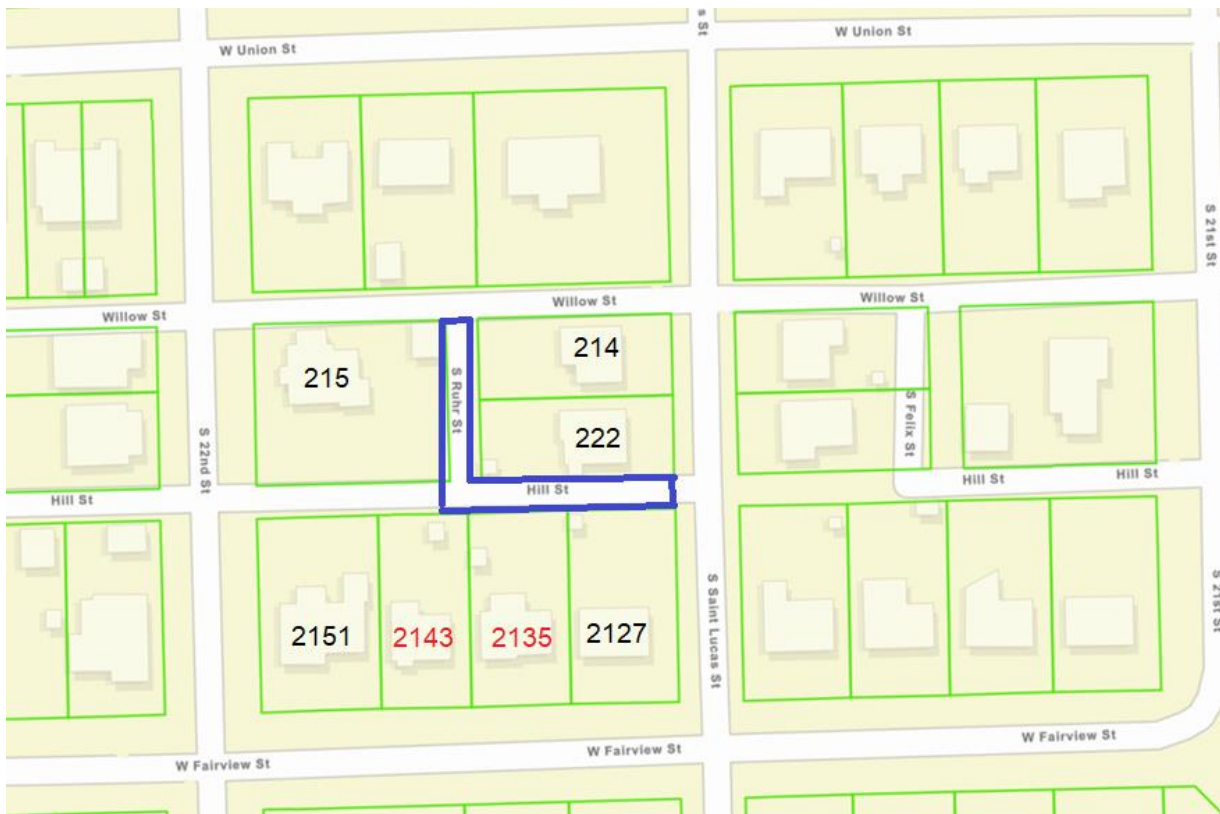 s St
W Union St
W Union St
S 21st St
Willow St
Willow St
Willow St
214
215
S Ruhr St
S Felix St
222
S 22nd St
Hill St
Hill St
Hill St
Hill St
S 21st St
S Saint Lucas St
2151
2143
2135
2127
W Fairview St
W Fairview St
W Fairview St